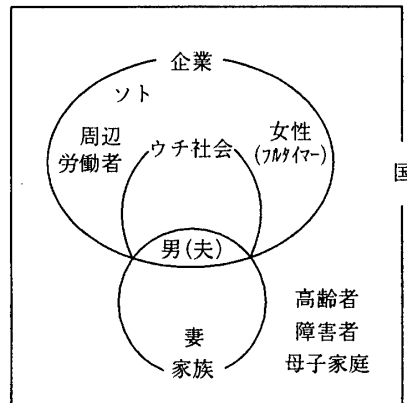 企業
ソト
周辺
労働者
ウチ社会
女性
(フルタイマー)
国
男(夫)
妻
家族
高齢者
障害者
母子家庭